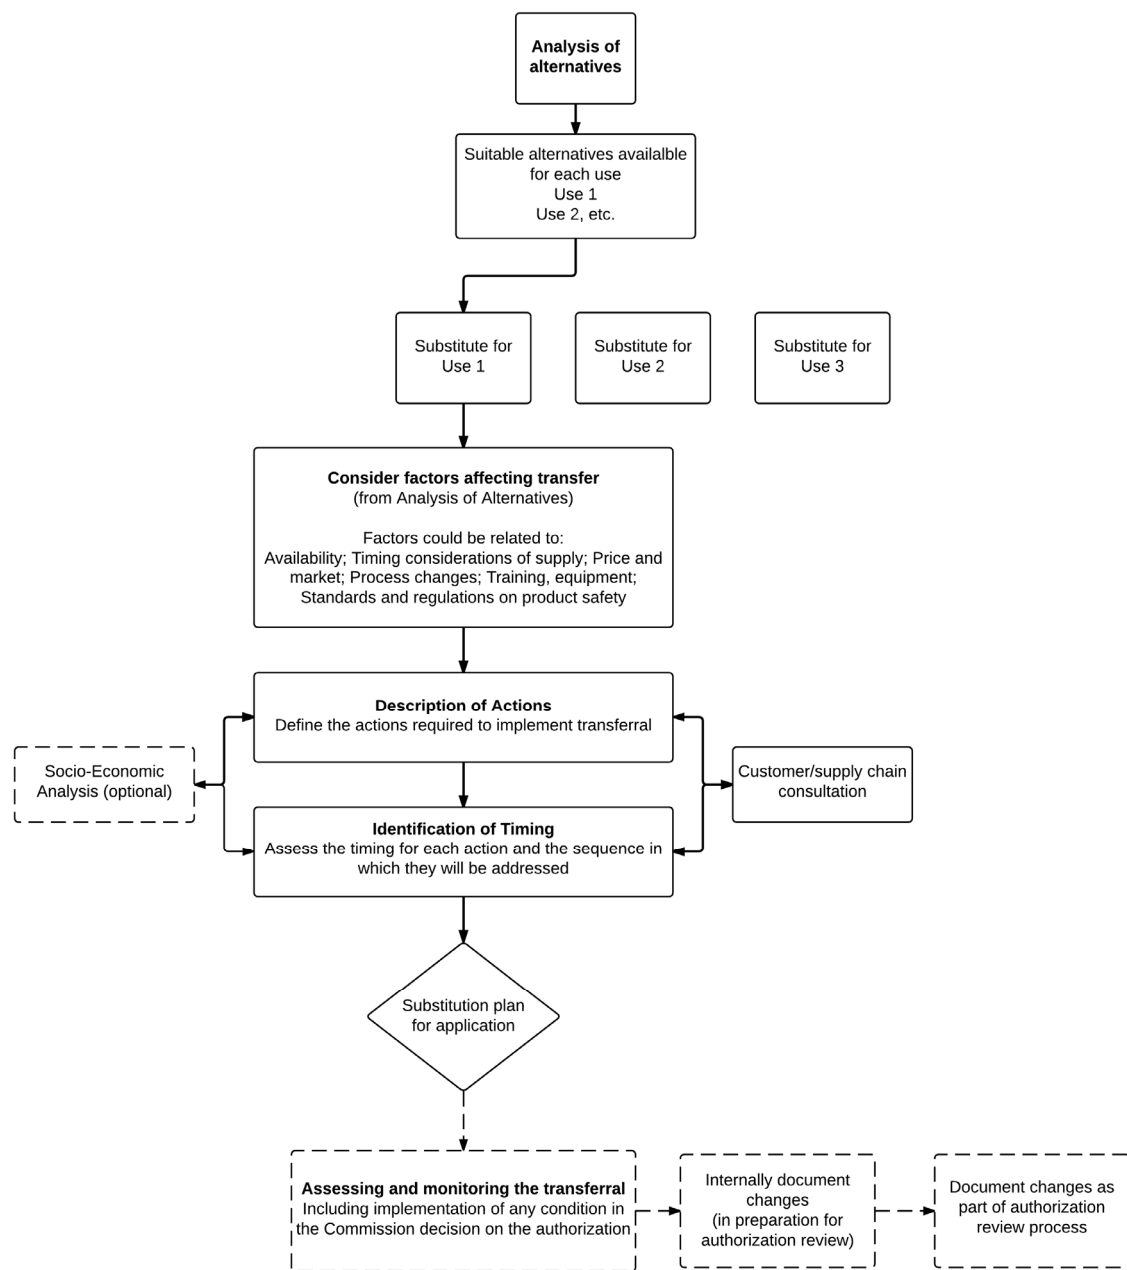 Analysis of
alternatives
Suitable alternatives availalble
for each use
Use 1
Use 2, etc.
Substitute for
Use 1
Substitute for
Use 2
Substitute for
Use 3
Consider factors affecting transfer
(from Analysis of Alternatives)
Factors could be related to:
Availability; Timing considerations of supply; Price and
market; Process changes; Training, equipment;
Standards and regulations on product safety
Description of Actions
Define the actions required to implement transferral
Socio-Economic
Analysis (optional)
Customer/supply chain
consultation
Identification of Timing
Assess the timing for each action and the sequence in
which they will be addressed
Substitution plan
for application
Assessing and monitoring the transferral
Including implementation of any condition in
the Commission decision on the authorization
Internally document
changes
(in preparation for
authorization review)
Document changes as
part of authorization
review process